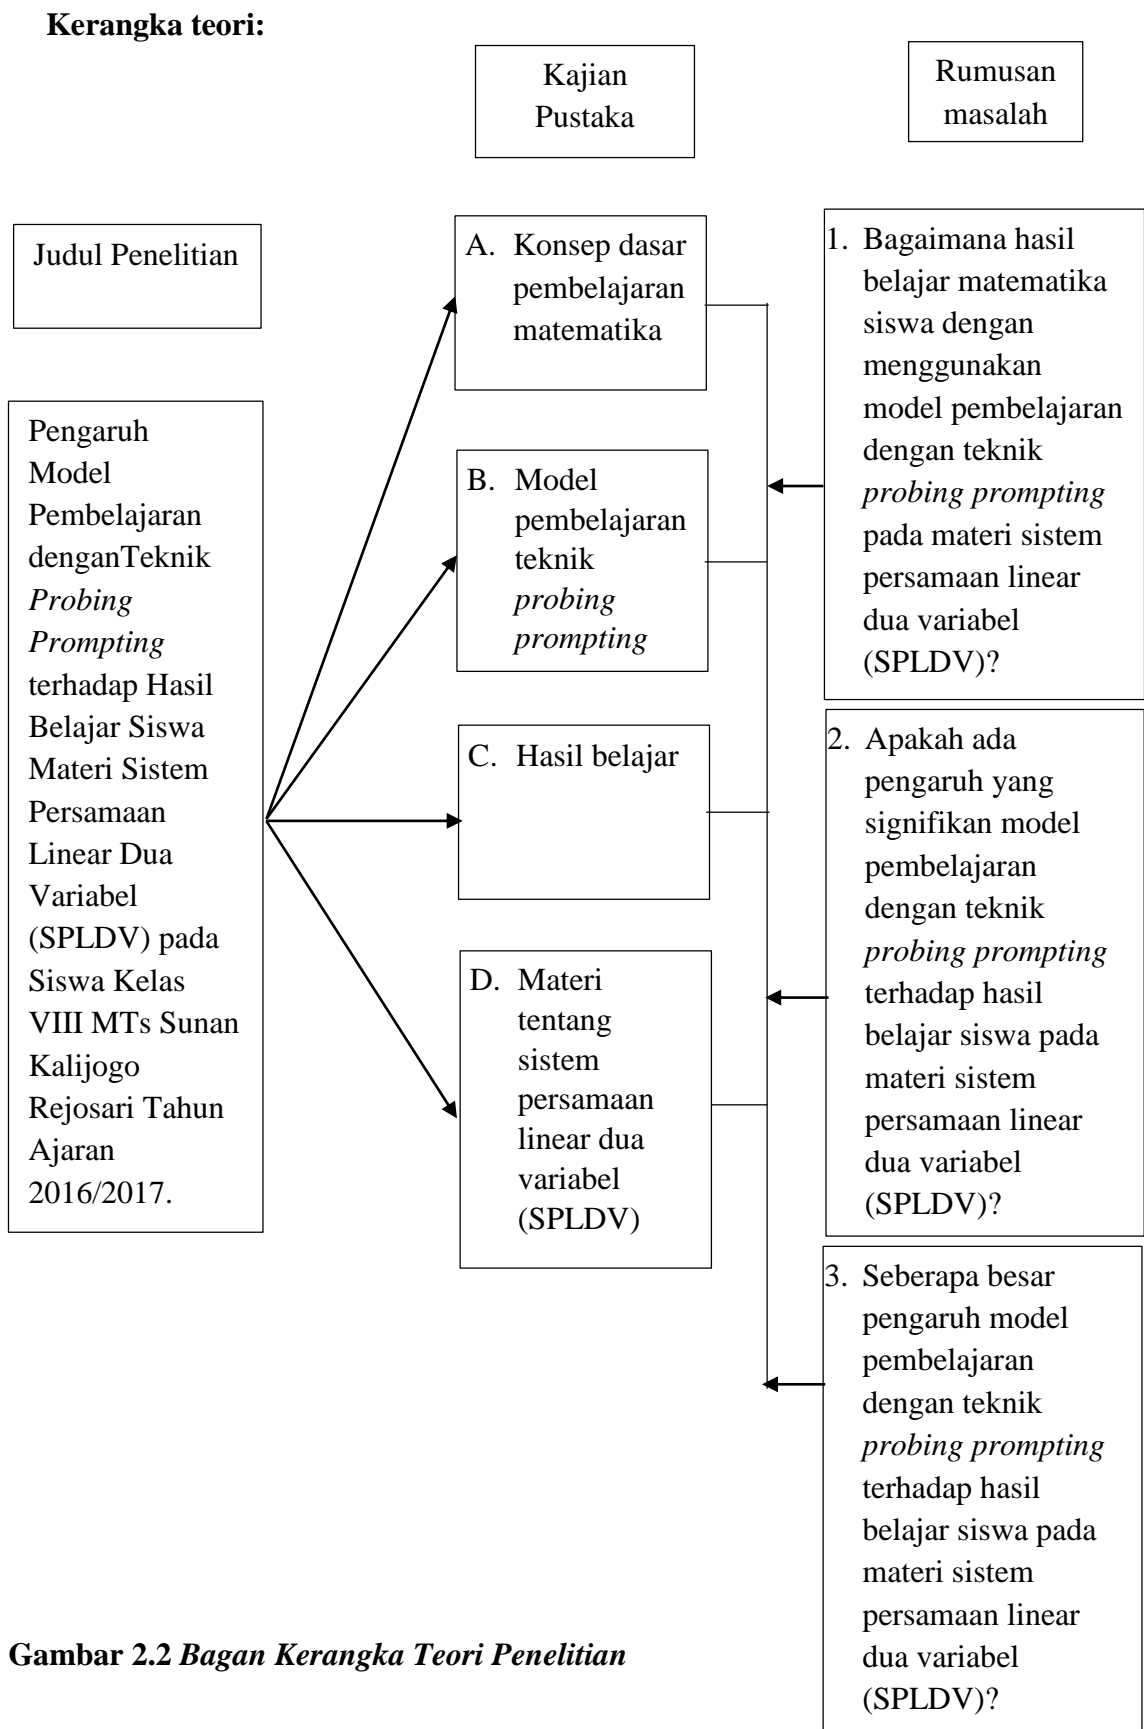 Kerangka teori:
Kajian
Pustaka
Rumusan
masalah
Judul Penelitian
Pengaruh
Model
Pembelajaran
denganTeknik
Probing
Prompting
terhadap Hasil
Belajar Siswa
Materi Sistem
Persamaan
Linear Dua
Variabel
(SPLDV) pada
Siswa Kelas
VIII MTs Sunan
Kalijogo
Rejosari Tahun
Ajaran
2016/2017.
A. Konsep dasar
pembelajaran
matematika
B. Model
pembelajaran
teknik
probing
prompting
C. Hasil belajar
D. Materi
tentang
sistem
persamaan
linear dua
variabel
(SPLDV)
1. Bagaimana hasil
belajar matematika
siswa dengan
menggunakan
model pembelajaran
dengan teknik
probing prompting
pada materi sistem
persamaan linear
dua variabel
(SPLDV)?
2. Apakah ada
pengaruh yang
signifikan model
pembelajaran
dengan teknik
probing prompting
terhadap hasil
belajar siswa pada
materi sistem
persamaan linear
dua variabel
(SPLDV)?
3. Seberapa besar
pengaruh model
pembelajaran
dengan teknik
probing prompting
terhadap hasil
belajar siswa pada
materi sistem
persamaan linear
dua variabel
(SPLDV)?
Gambar 2.2 Bagan Kerangka Teori Penelitian